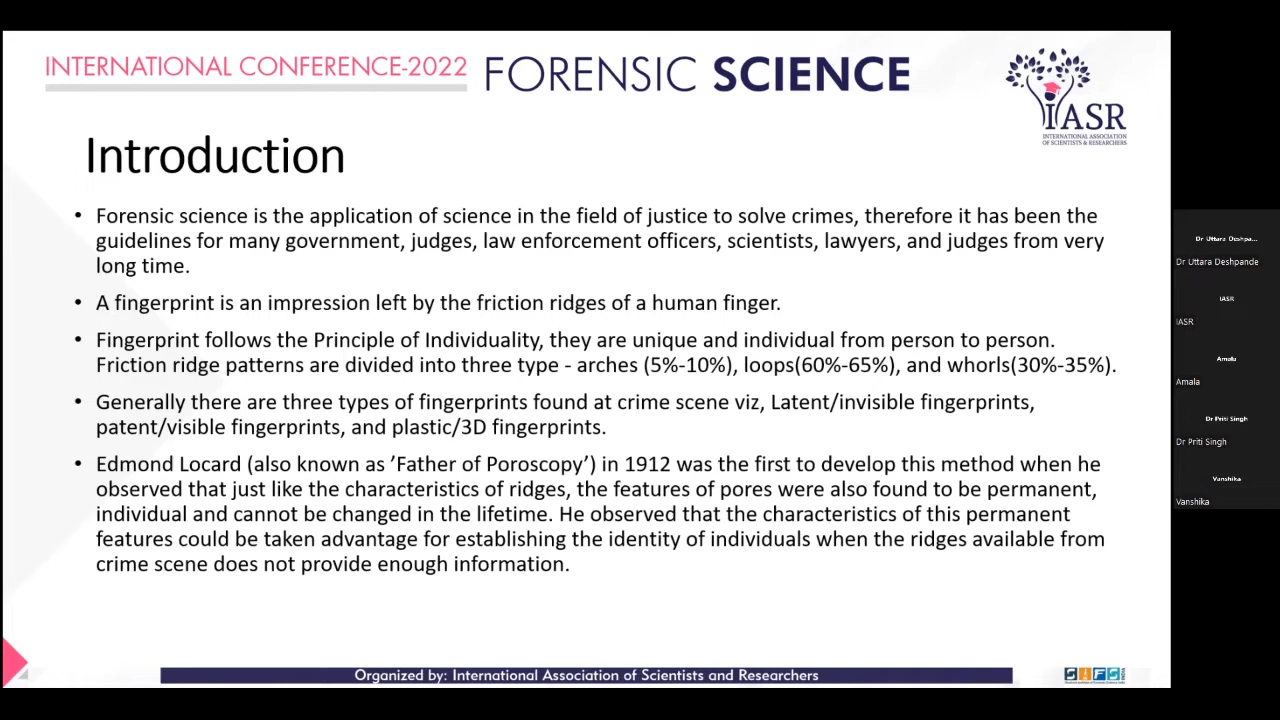 INTERNATIONAL CONFERENCE-2022 FORENSIC SCIENCE
IASR
INTERNATIONAL ASSOCIATION
OF SCIENTISTS & RESEARCHERS
Introduction
• Forensic science is the application of science in the field of justice to solve crimes, therefore it has been the
guidelines for many government, judges, law enforcement officers, scientists, lawyers, and judges from very
long time.
• A fingerprint is an impression left by the friction ridges of a human finger.
• Fingerprint follows the Principle of Individuality, they are unique and individual from person to person.
Friction ridge patterns are divided into three type - arches (5%-10%), loops(60%-65%), and whorls(30%-35%).
• Generally there are three types of fingerprints found at crime scene viz, Latent/invisible fingerprints,
patent/visible fingerprints, and plastic/3D fingerprints.
• Edmond Locard (also known as ’Father of Poroscopy’) in 1912 was the first to develop this method when he
observed that just like the characteristics of ridges, the features of pores were also found to be permanent,
individual and cannot be changed in the lifetime. He observed that the characteristics of this permanent
features could be taken advantage for establishing the identity of individuals when the ridges available from
crime scene does not provide enough information.
Organized by: International Association of Scientists and Researchers
SIFS
Dr Uttara Deshpa...
Dr Uttara Deshpande
IASR
IASR
Amala
Amala
Dr Priti Singh
Dr Priti Singh
Vanshika
Vanshika